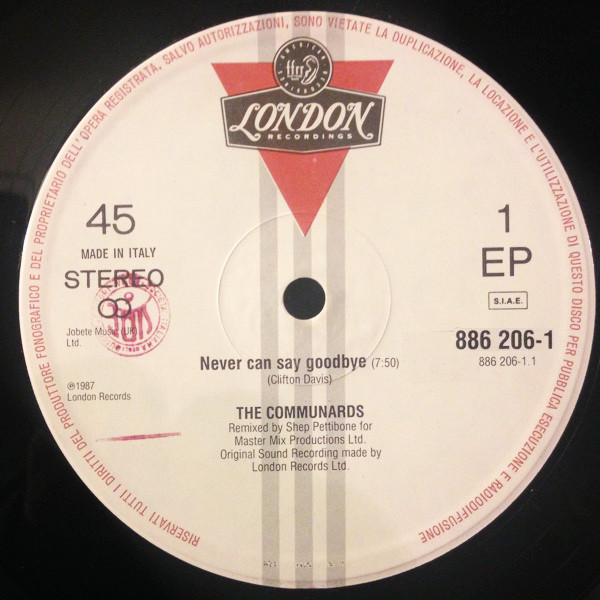 RISERVATI TUTTI I DIRITTI DEL PRODUTTORE FONOGRAFICO E DEL PROPRIETARIO DELL'OPERA REGISTRATA. SALVO AUTORIZZAZIONI, SONO VIETATE LA DUPLICAZIONE, LA LOCAZIONE E L'UTILIZZAZIONE DI QUESTO DISCO PER PUBBLICA ESECUZIONE E RADIODIFFUSIONE
AMERICAN
ffrr
LONDON
RECORDINGS
45
MADE IN ITALY
STEREO
Jobete Music (UK)
Ltd.
℗1987
London Records
1
EP
S.I.A.E.
886 206-1
886 206-1.1
Never can say goodbye (7:50)
(Clifton Davis)
THE COMMUNARDS
Remixed by Shep Pettibone for
Master Mix Productions Ltd.
Original Sound Recording made by
London Records Ltd.